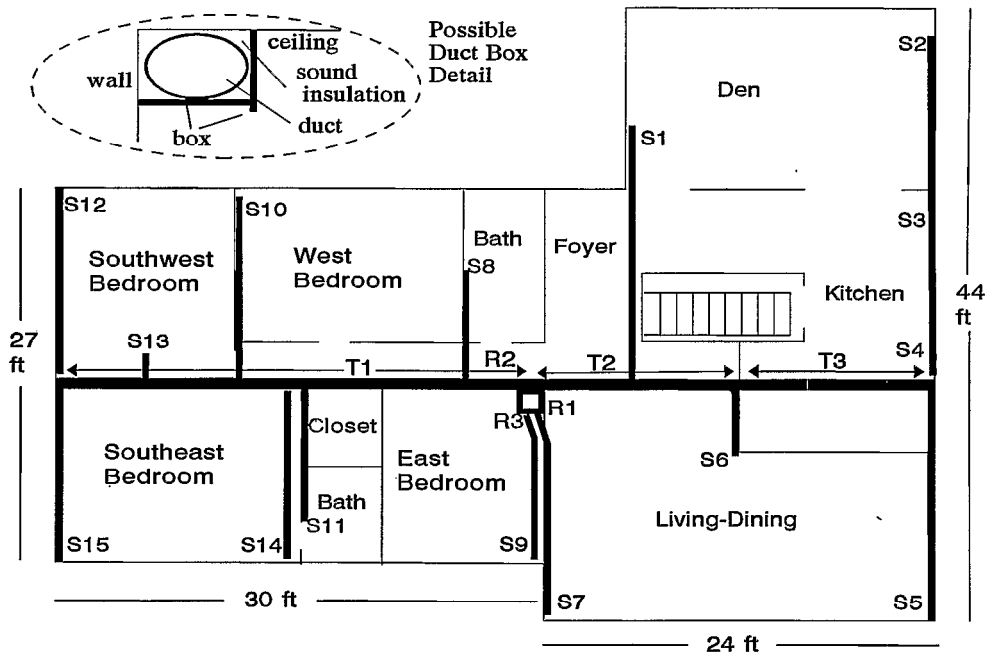 Possible
Duct Box
Detail
ceiling
sound
insulation
wall
duct
box
S2
Den
S1
S12
S10
Bath
Foyer
S3
Southwest
Bedroom
West
Bedroom
S8
Kitchen
44
ft
27
ft
S13
S4
T1
R2
T2
T3
R3
R1
Closet
Southeast
Bedroom
East
Bedroom
S6
Bath
S11
Living-Dining
S15
S14
S9
S7
S5
30 ft
24 ft